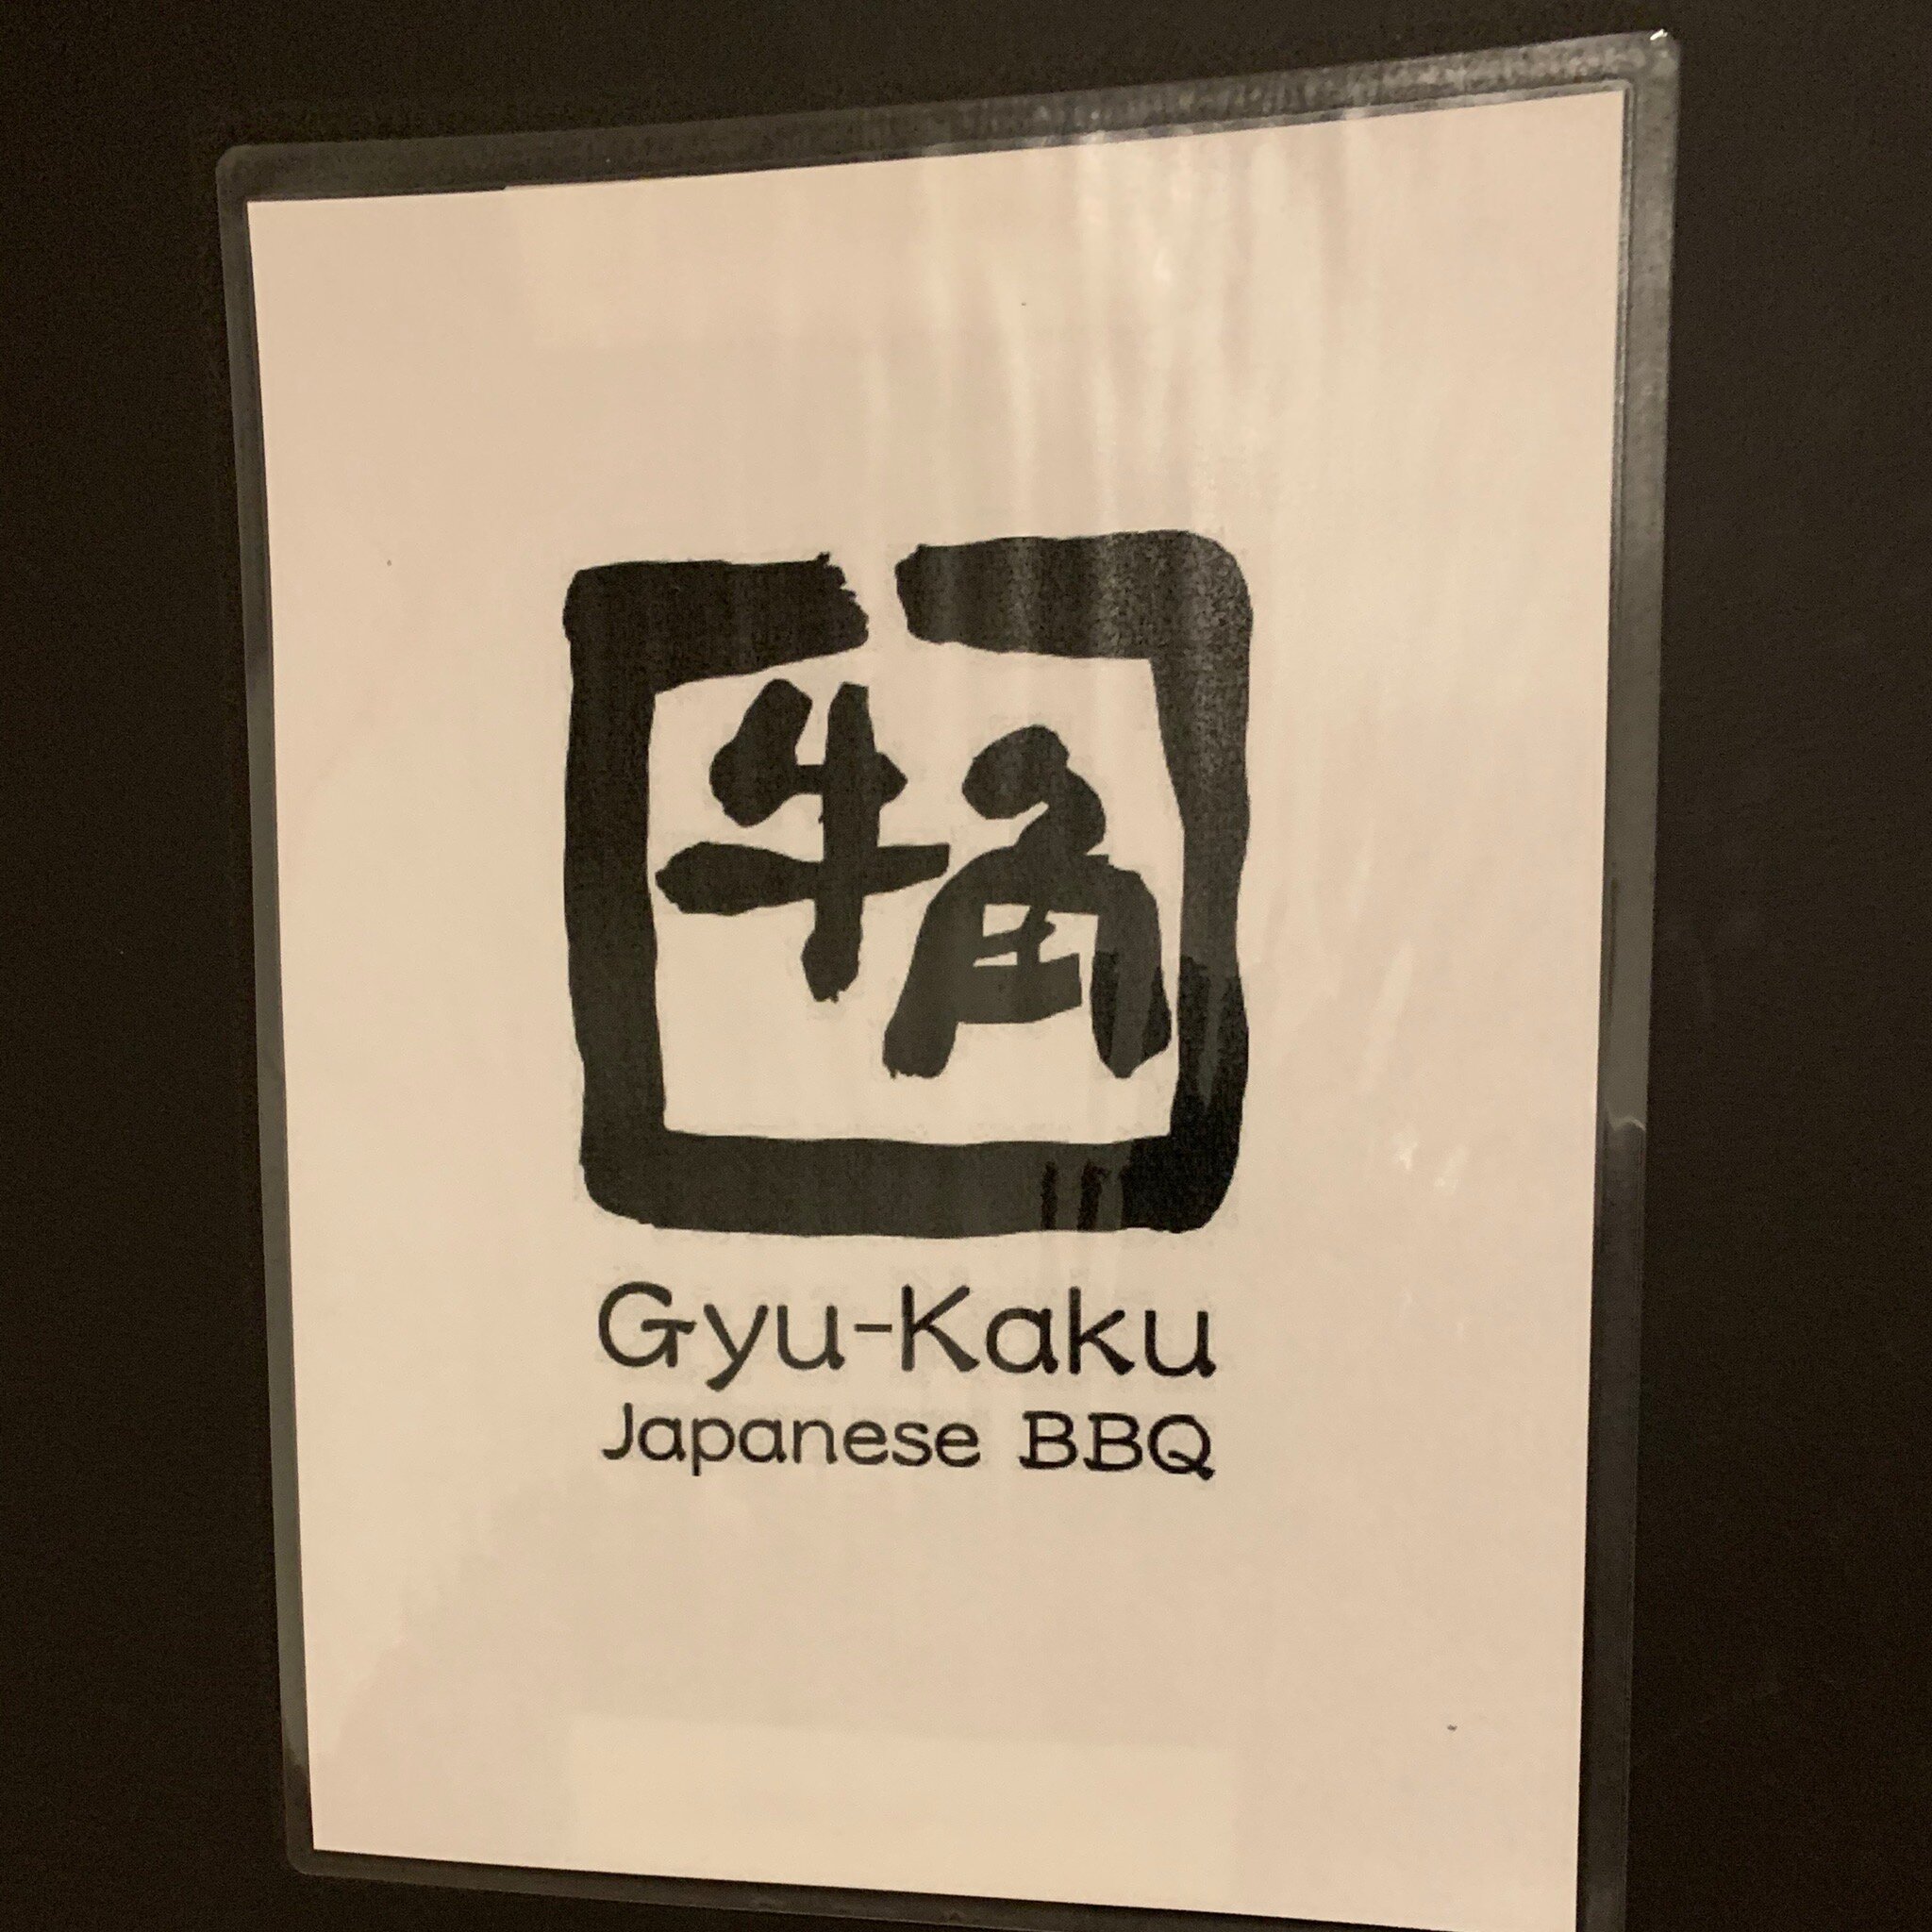 牛角
Gyu-Kaku
Japanese BBQ